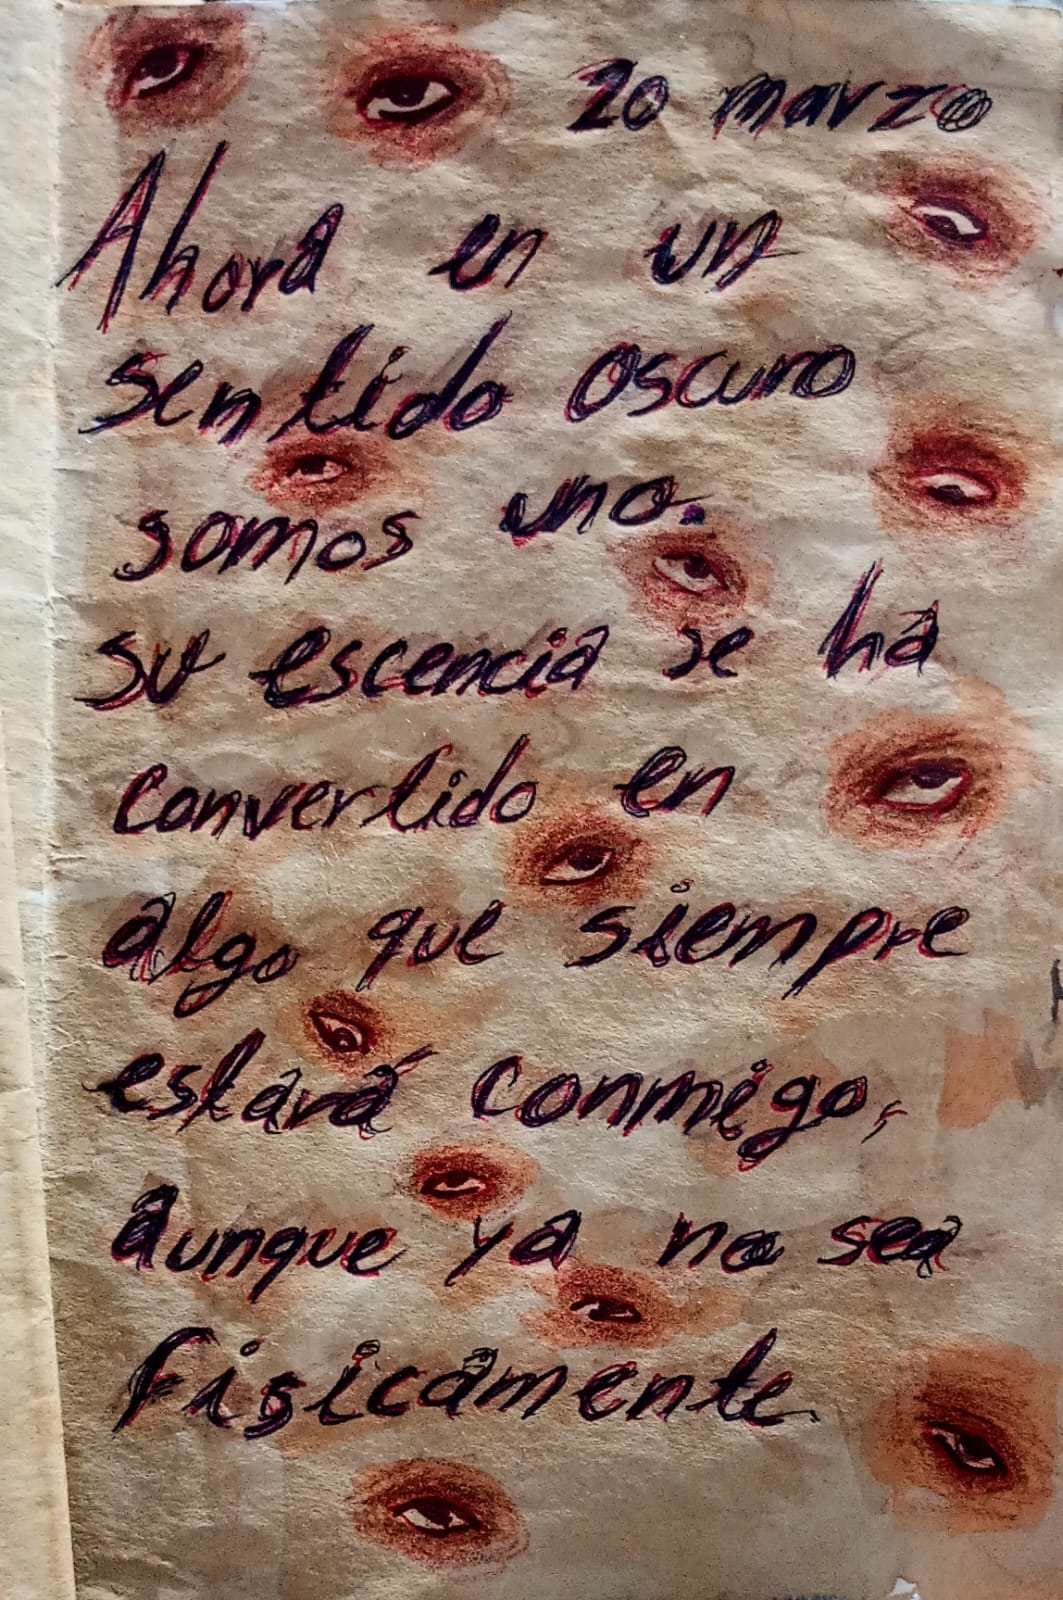 20 marzo
Ahora en un
sentido oscuro
somos uno.
su escencia se ha
convertido en
algo que siempre
estará conmigo,
aunque ya no sea
fisicamente